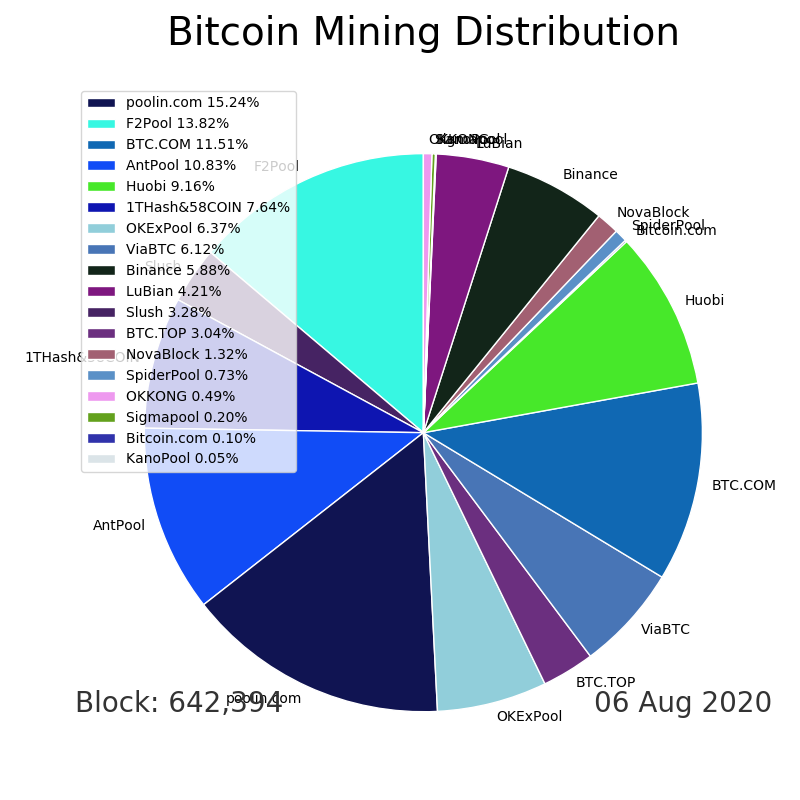 Bitcoin Mining Distribution
poolin.com 15.24%
F2Pool 13.82%
BTC.COM 11.51%
AntPool 10.83%
Huobi 9.16%
1THash&58COIN 7.64%
OKExPool 6.37%
ViaBTC 6.12%
Binance 5.88%
LuBian 4.21%
Slush 3.28%
BTC.TOP 3.04%
NovaBlock 1.32%
SpiderPool 0.73%
OKKONG 0.49%
Sigmapool 0.20%
Bitcoin.com 0.10%
KanoPool 0.05%
LuBian
Binance
NovaBlock
SpiderPool
Bitcoin.com
Huobi
BTC.COM
ViaBTC
BTC.TOP
OKExPool
poolin.com
AntPool
1THash&58COIN
Slush
F2Pool
Block: 642,394
06 Aug 2020